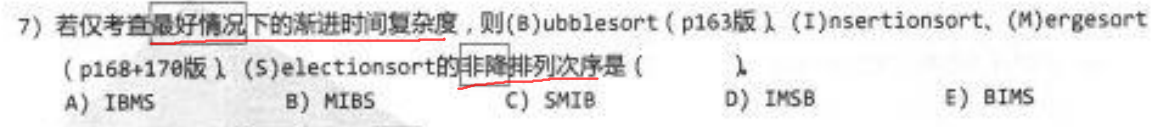 7) 若仅考查最好情况下的渐进时间复杂度，则(B)ubblesort（p163版）、(I)nsertionsort、(M)ergesort
（p168+170版）、(S)electionsort的非降排列次序是（ ）。
A) IBMS B) MIBS C) SMIB D) IMSB E) BIMS